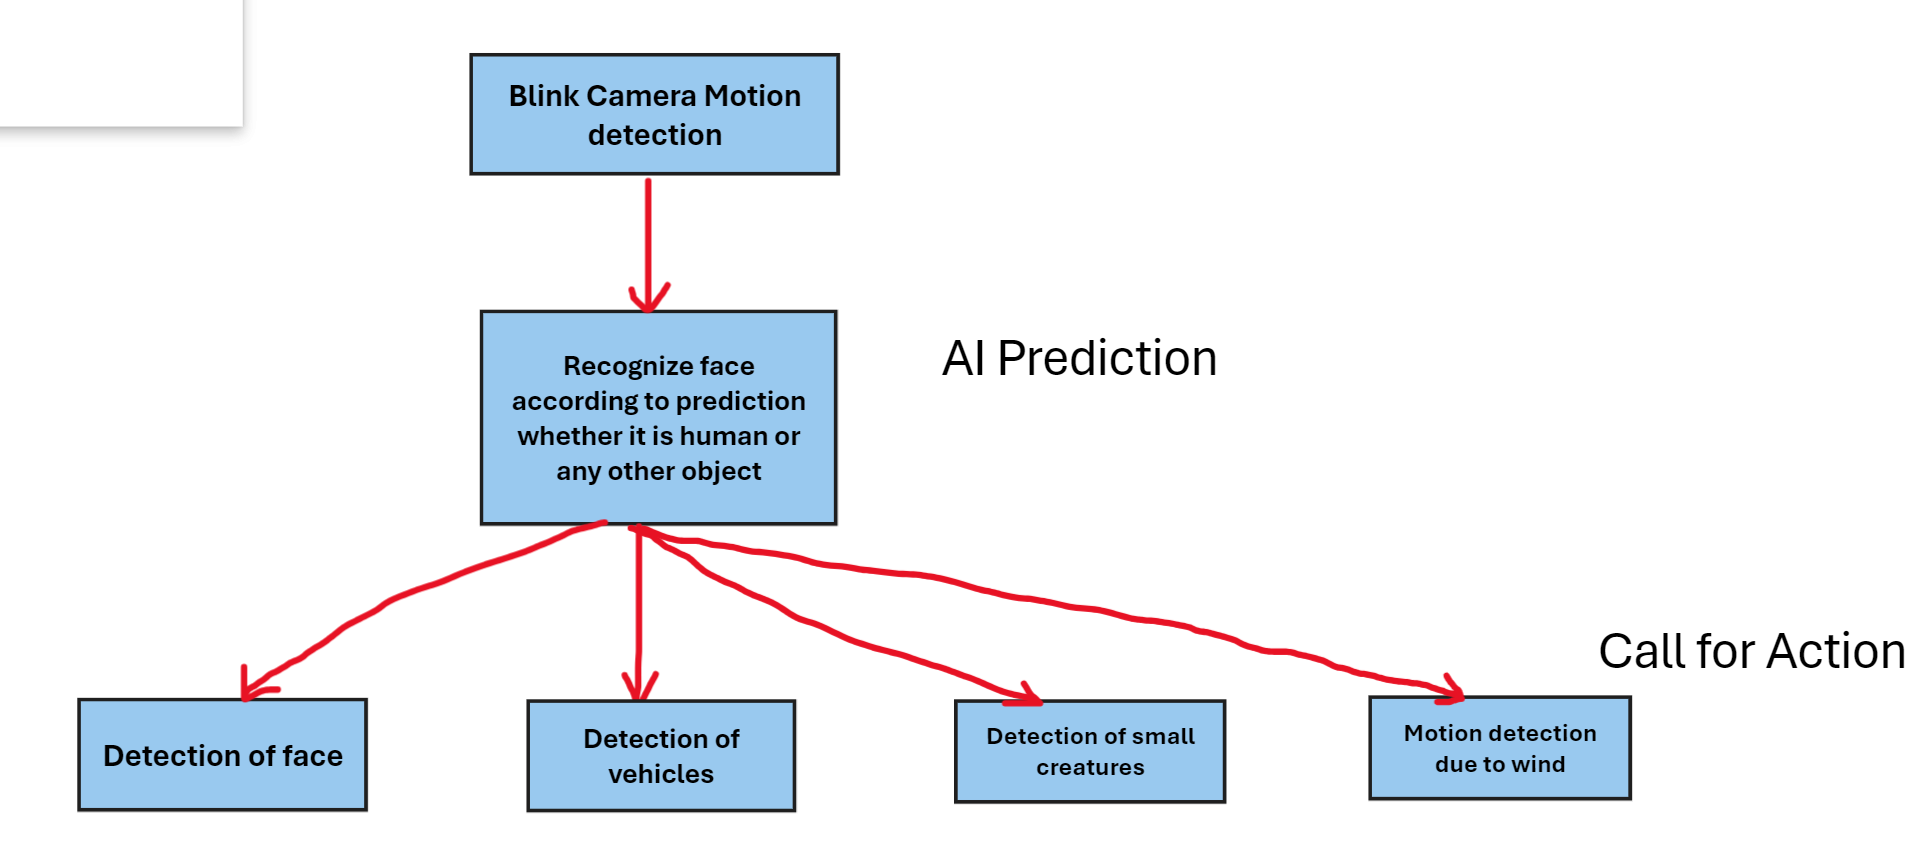 Blink Camera Motion
detection
Recognize face
according to prediction
whether it is human or
any other object
AI Prediction
Call for Action
Detection of face
Detection of
vehicles
Detection of small
creatures
Motion detection
due to wind